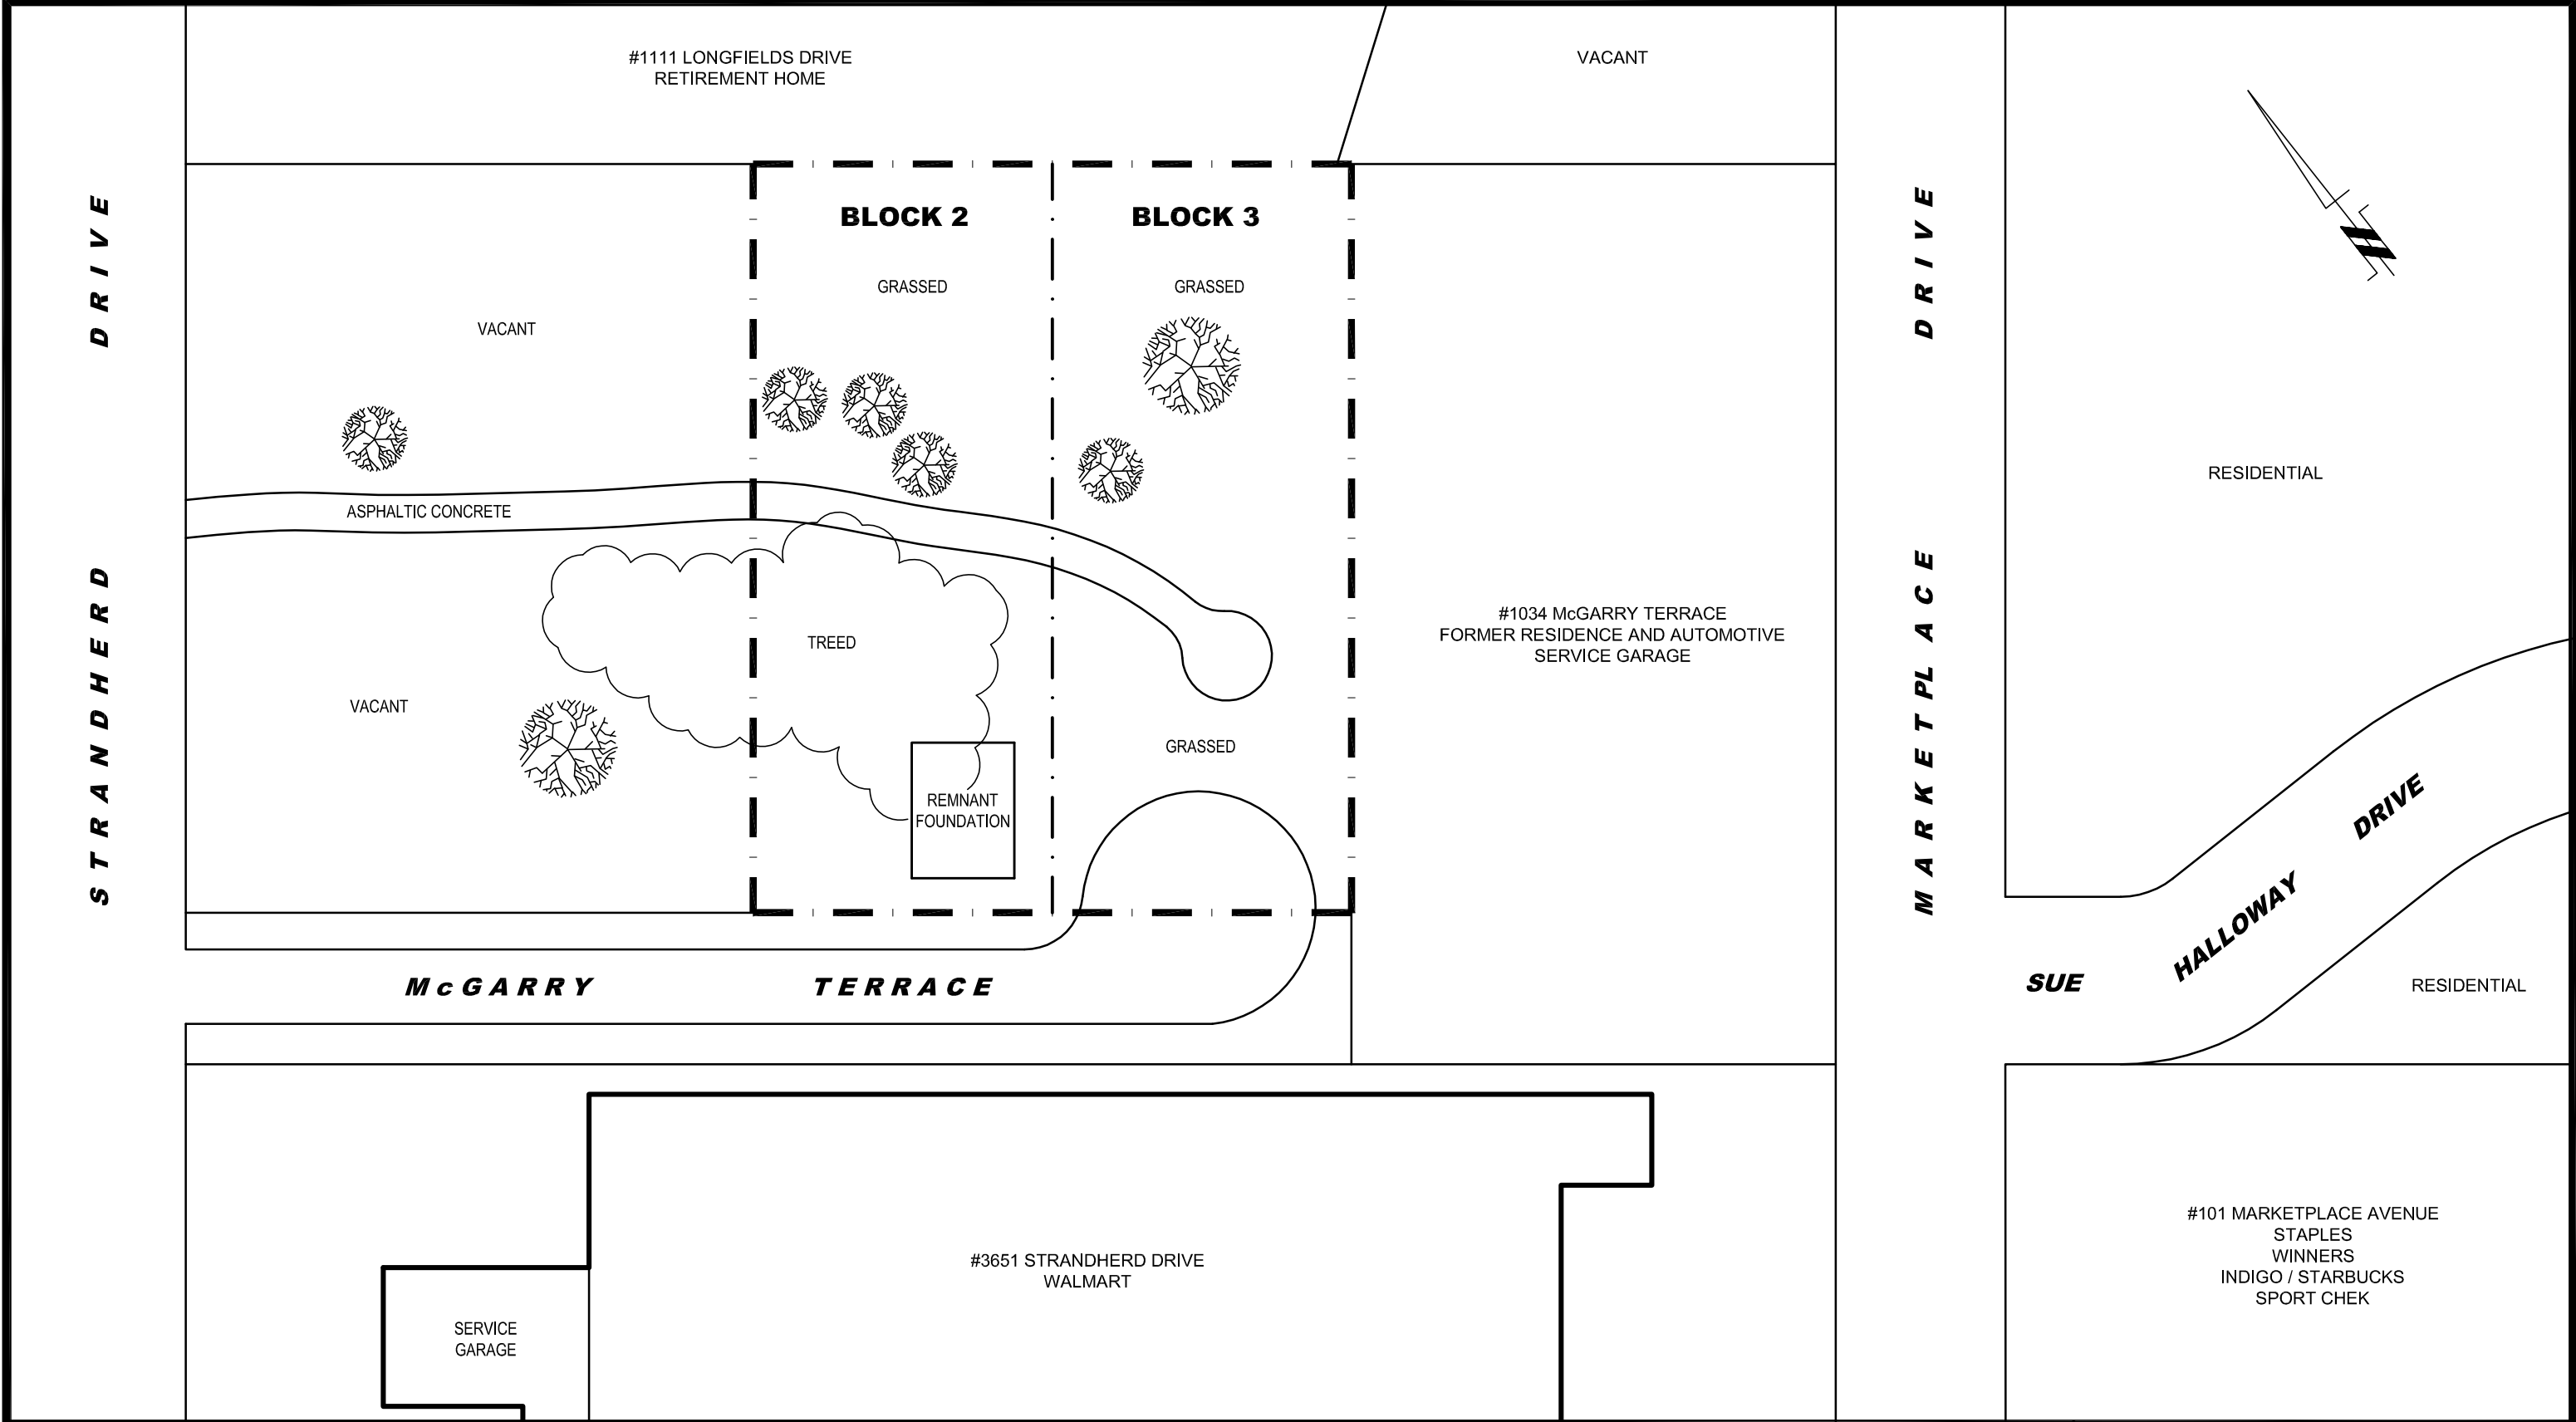 #1111 LONGFIELDS DRIVE
RETIREMENT HOME
VACANT
STRANDHERD DRIVE
MARKETPLACE DRIVE
BLOCK 2
BLOCK 3
GRASSED
GRASSED
VACANT
RESIDENTIAL
ASPHALTIC CONCRETE
#1034 McGARRY TERRACE
FORMER RESIDENCE AND AUTOMOTIVE
SERVICE GARAGE
TREED
VACANT
GRASSED
REMNANT
FOUNDATION
McGARRY TERRACE
SUE HALLOWAY DRIVE
RESIDENTIAL
#3651 STRANDHERD DRIVE
WALMART
SERVICE
GARAGE
#101 MARKETPLACE AVENUE
STAPLES
WINNERS
INDIGO / STARBUCKS
SPORT CHEK